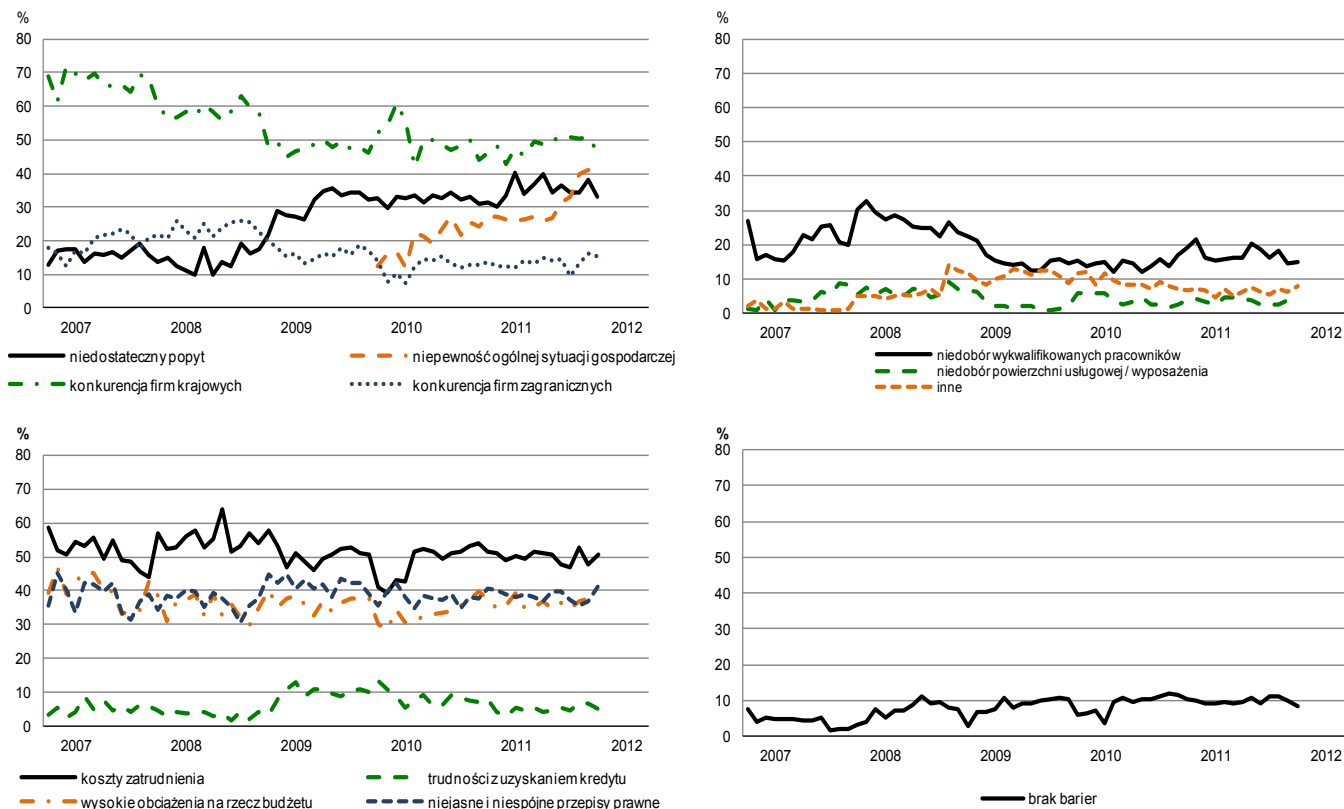 %
80
70
60
50
40
30
20
10
0
2007 2008 2009 2010 2011 2012
niedostateczny popyt
niepewność ogólnej sytuacji gospodarczej
konkurencja firm krajowych
konkurencja firm zagranicznych
%
80
70
60
50
40
30
20
10
0
2007 2008 2009 2010 2011 2012
niedobór wykwalifikowanych pracowników
niedobór powierzchni usługowej / wyposażenia
inne
%
80
70
60
50
40
30
20
10
0
2007 2008 2009 2010 2011 2012
koszty zatrudnienia
trudności z uzyskaniem kredytu
wysokie obciążenia na rzecz budżetu
niejasne i niespójne przepisy prawne
%
80
70
60
50
40
30
20
10
0
2007 2008 2009 2010 2011 2012
brak barier